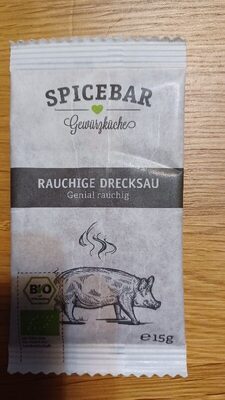 SPICEBAR
Gewürzküche
RAUCHIGE DRECKSAU
Genial rauchig
BIO
℮15g